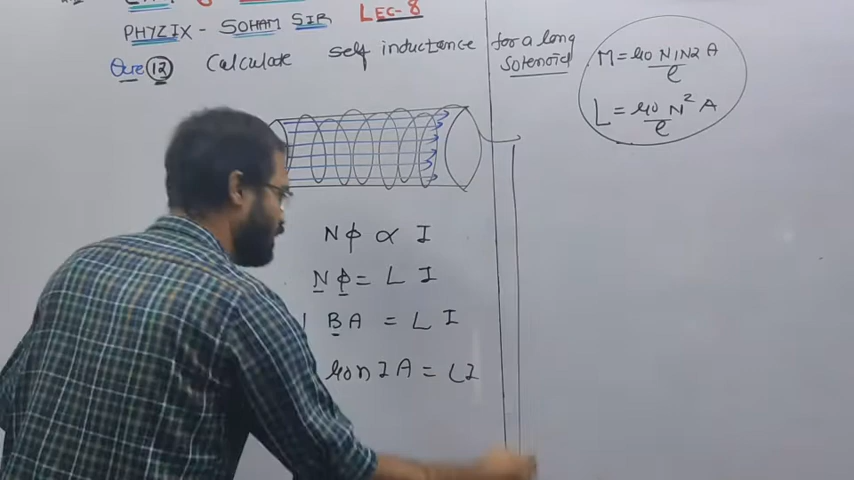 LEC-8
PHYZIX - SOHAM SIR
Que 12 Calculate self inductance for a long
solenoid
M = μ0 N1N2 A
l
L = μ0 N² A
l
Nφ ∝ I
Nφ = L I
BA = L I
μ0 n I A = L I